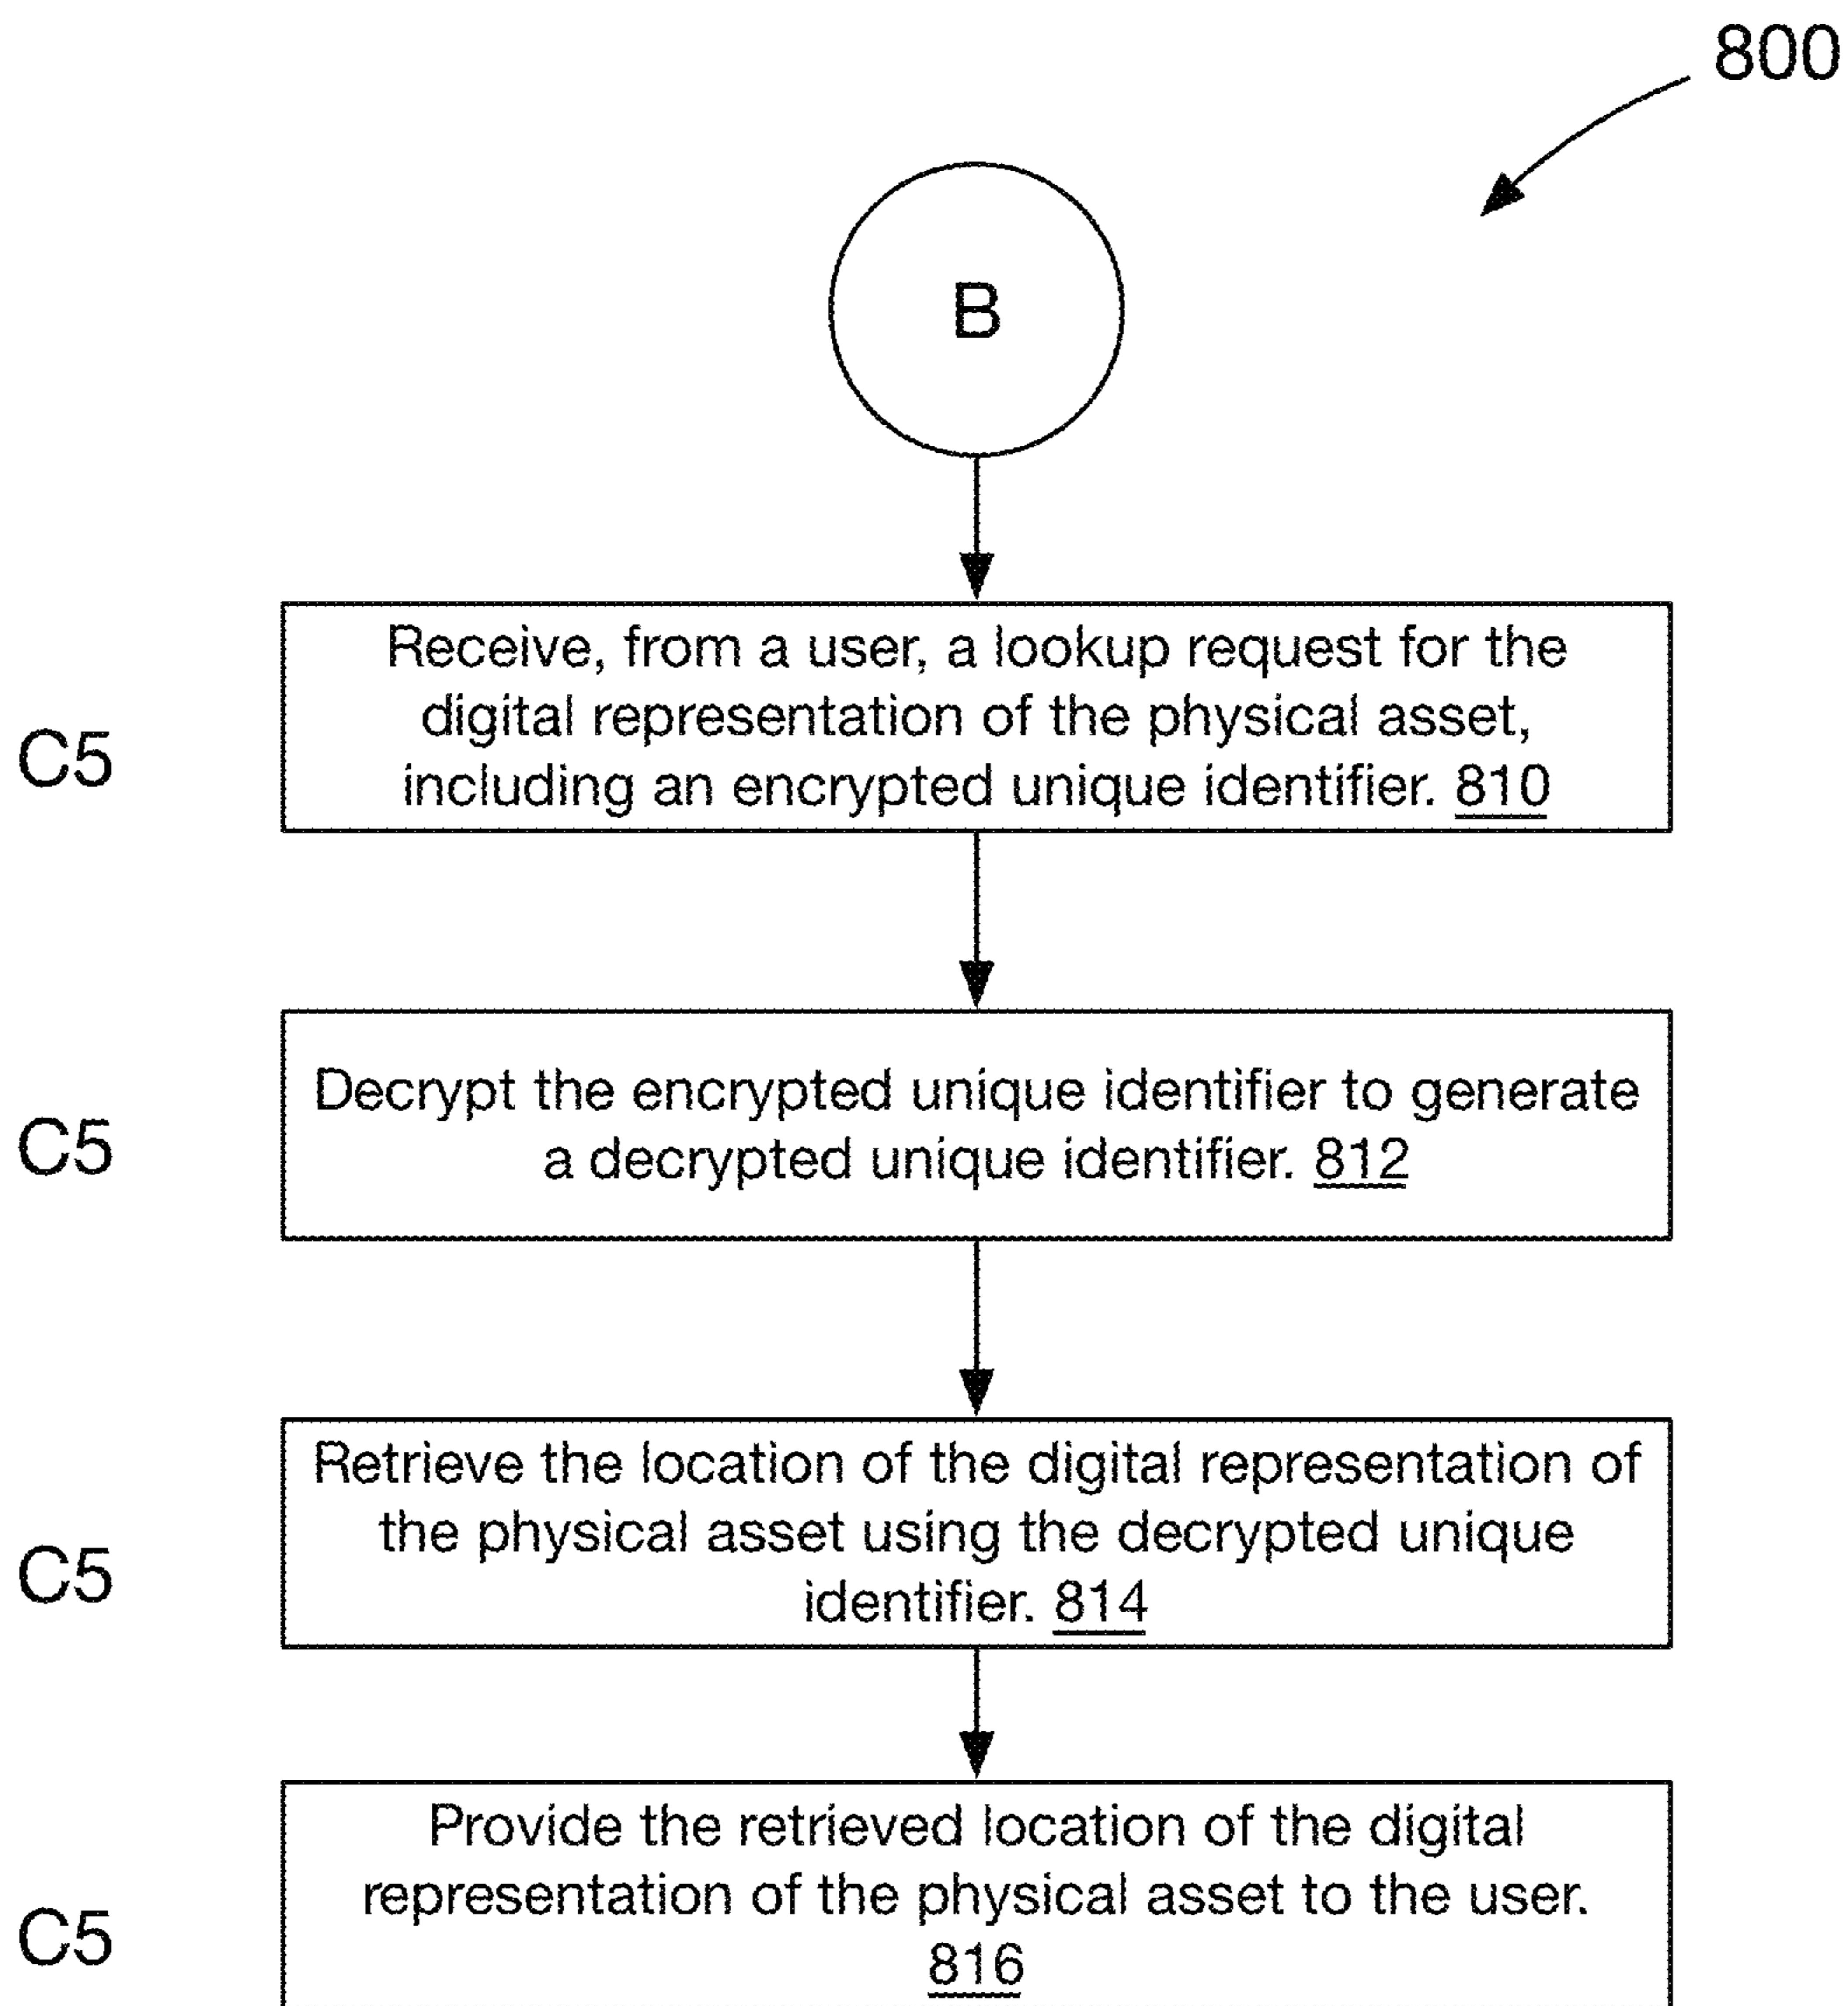 800
B
Receive, from a user, a lookup request for the
digital representation of the physical asset,
including an encrypted unique identifier. 810
C5
Decrypt the encrypted unique identifier to generate
a decrypted unique identifier. 812
C5
Retrieve the location of the digital representation of
the physical asset using the decrypted unique
identifier. 814
C5
Provide the retrieved location of the digital
representation of the physical asset to the user.
816
C5